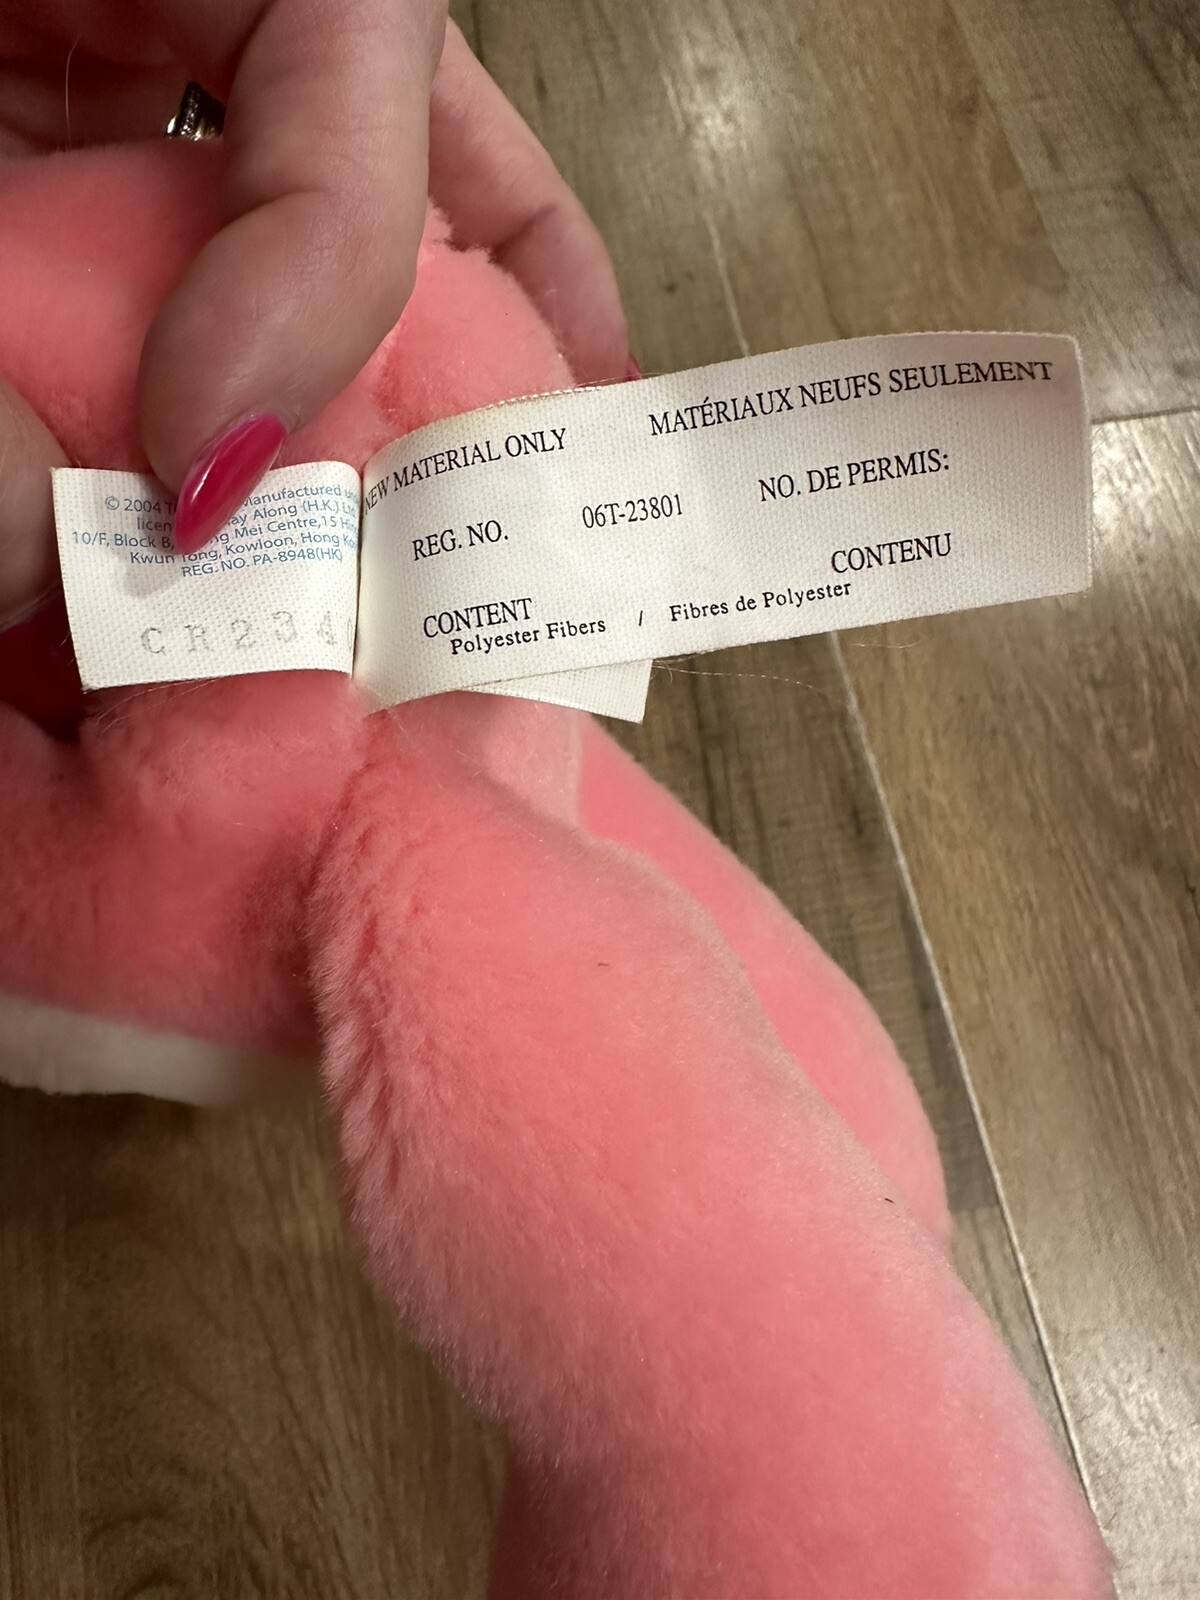 © 2004 Manufactured
Along (H.K.)
10/F, Block B, Mei Centre, 15
Kwun Tong, Kowloon, Hong
REG. NO. PA-8948(HK)
CR234
NEW MATERIAL ONLY MATÉRIAUX NEUFS SEULEMENT
REG. NO. 06T-23801 NO. DE PERMIS:
CONTENT CONTENU
Polyester Fibers / Fibres de Polyester